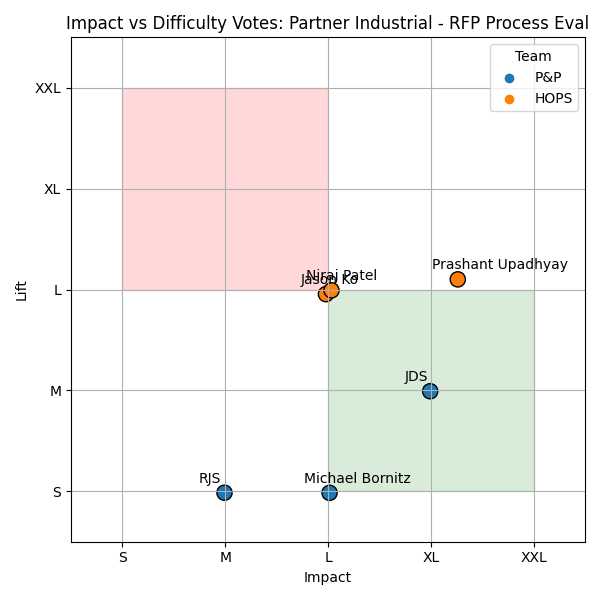 Impact vs Difficulty Votes: Partner Industrial - RFP Process Eval
Team
P&P
HOPS
XXL
XL
L
M
S
Lift
Prashant Upadhyay
Niraj Patel
Jason Ko
JDS
RJS
Michael Bornitz
S
M
L
XL
XXL
Impact